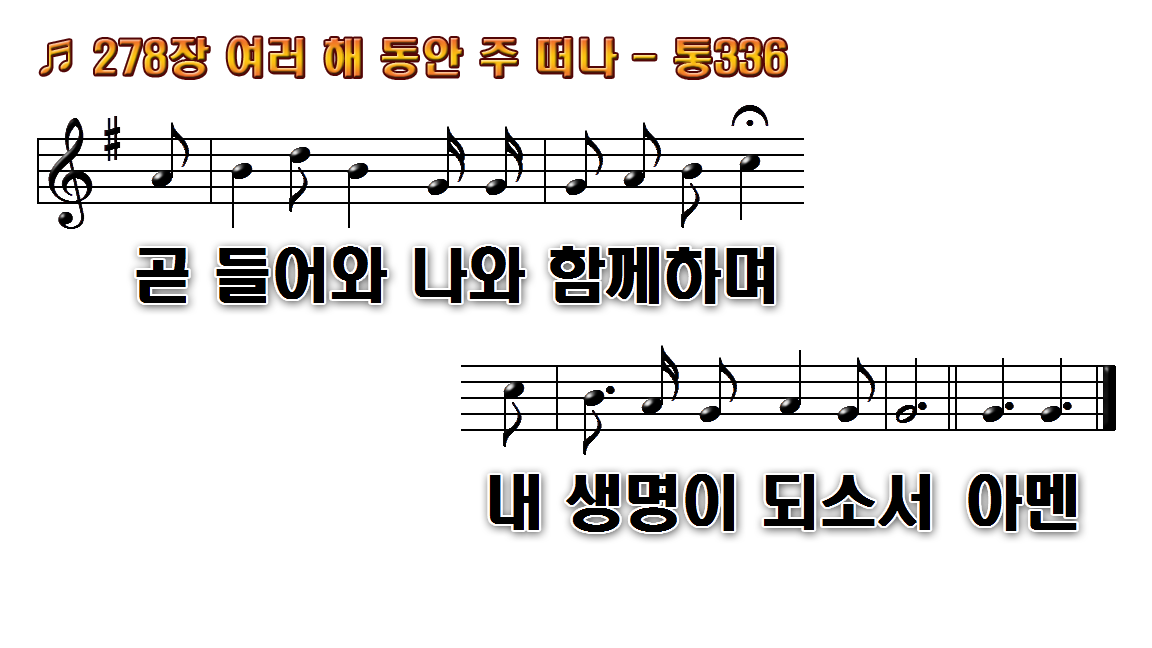 ♬ 278장 여러 해 동안 주 떠나 - 통336
곧 들어와 나와 함께하며
내 생명이 되소서 아멘